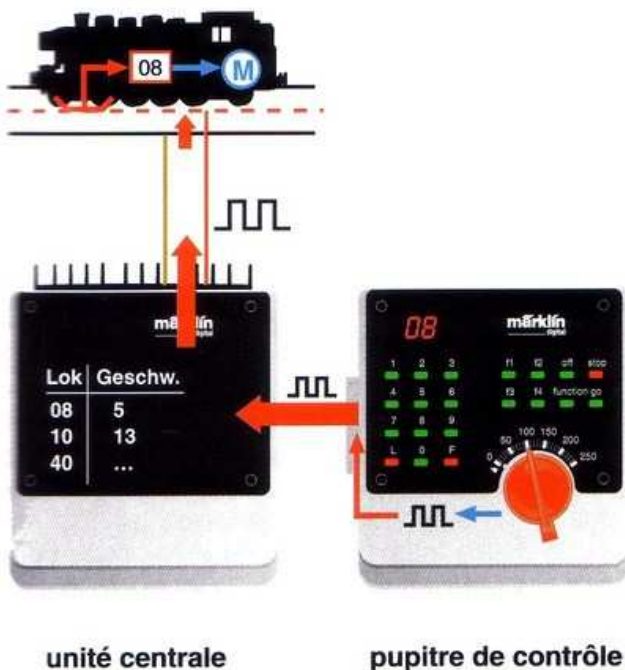 08
M
märklin
digital
Lok Geschw.
08 5
10 13
40 ...
08
märklin
digital
1 2 3
f1 f2 off stop
4 5 6
f3 f4 function go
7 8 9
L 0 F
0 50 100 150 200 250
unité centrale
pupitre de contrôle